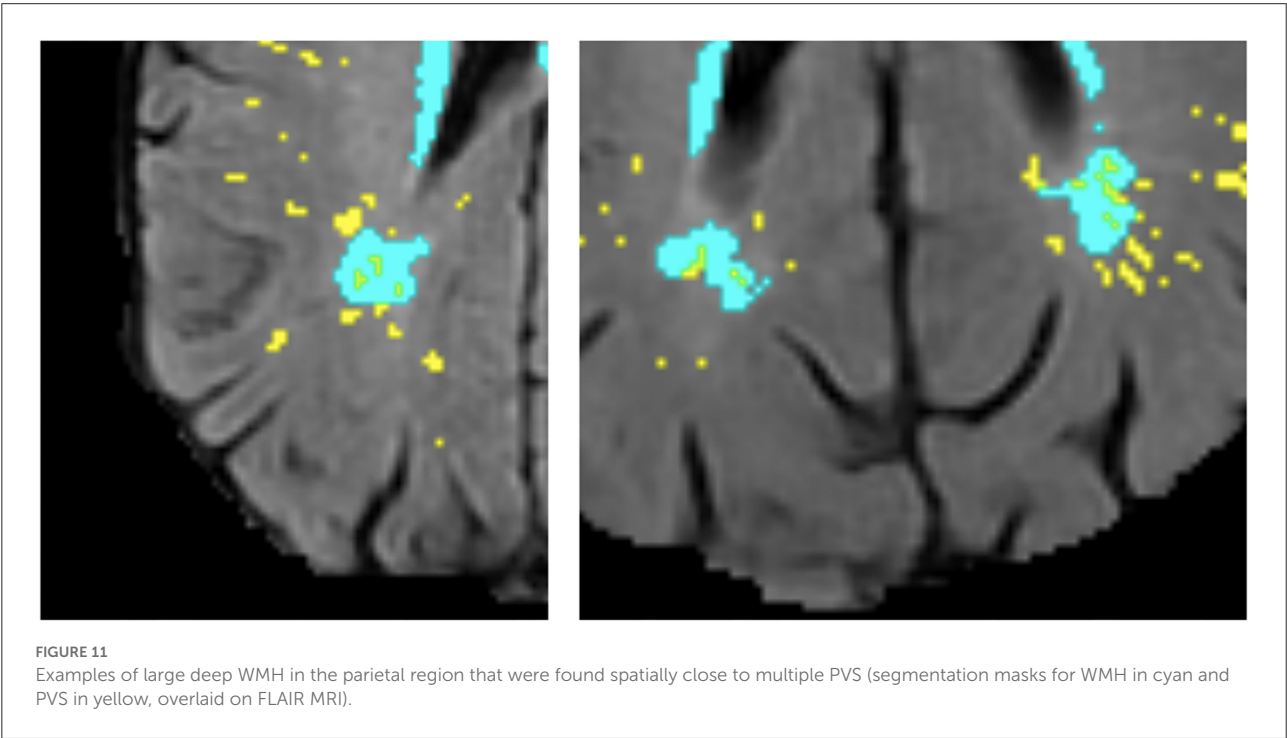 FIGURE 11
Examples of large deep WMH in the parietal region that were found spatially close to multiple PVS (segmentation masks for WMH in cyan and
PVS in yellow, overlaid on FLAIR MRI).